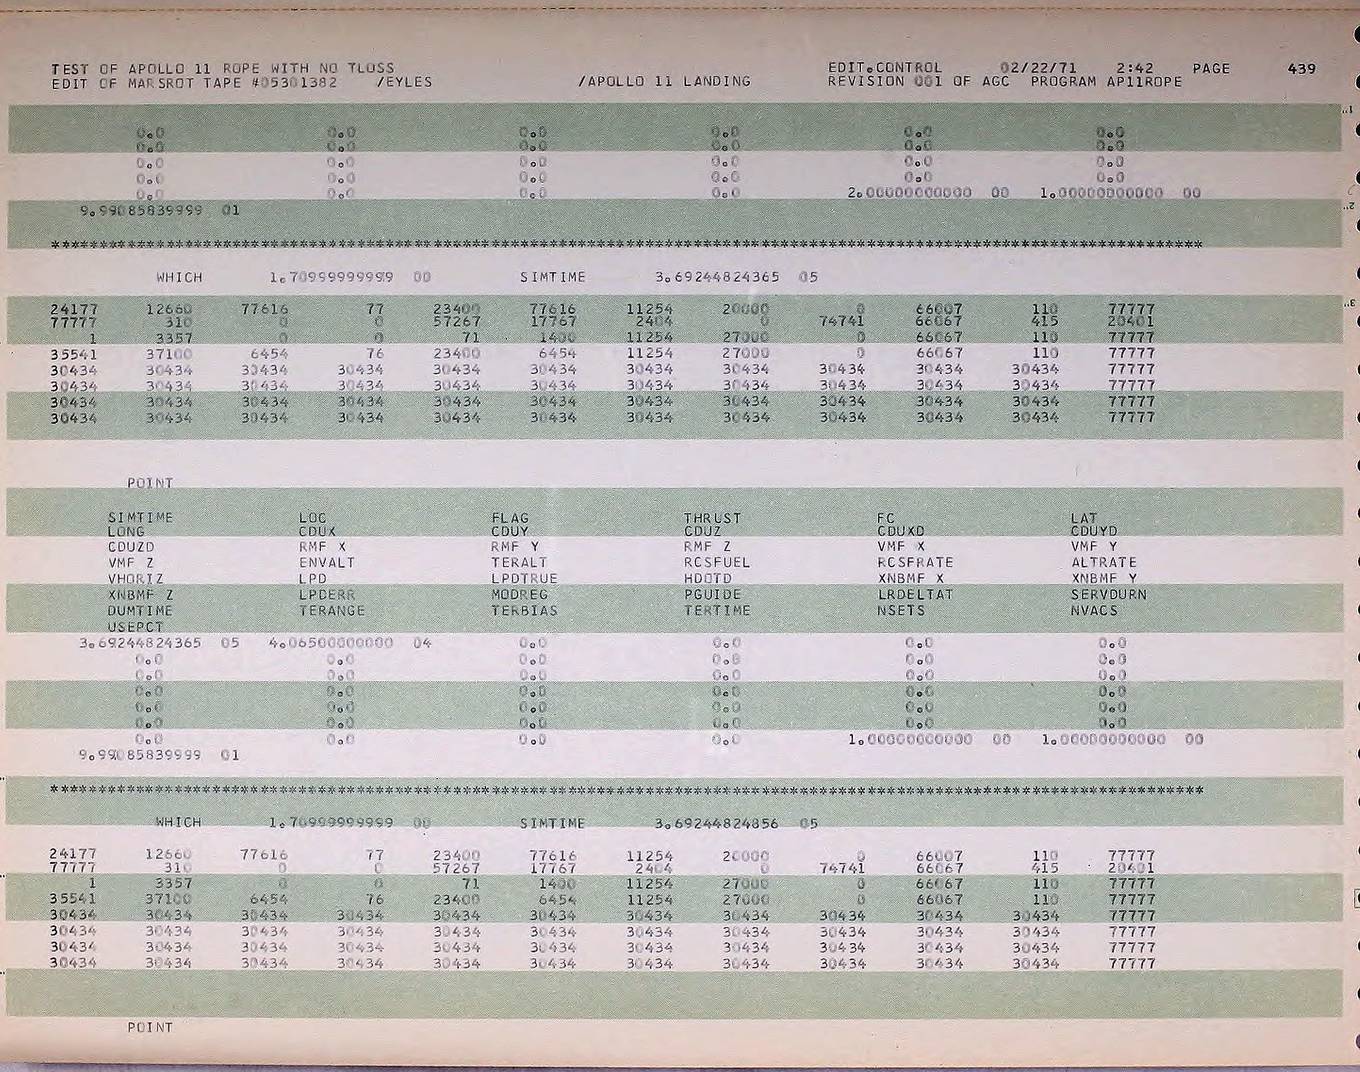 TEST OF APOLLO 11 ROPE WITH NO TLOSS EDIT.CONTROL 02/22/71 2:42 PAGE 439
EDIT OF MARSROT TAPE #05301382 /EYLES /APOLLO 11 LANDING REVISION 001 OF AGC PROGRAM AP11ROPE
0.0 0.0 0.0 0.0 0.0 0.0
0.0 0.0 0.0 0.0 0.0 0.0
0.0 0.0 0.0 0.0 0.0 0.0
0.0 0.0 0.0 0.0 0.0 0.0
0.0 0.0 0.0 0.0 2.00000000000 00 1.00000000000 00
9.99085839999 01
************************************************************************************************************************
WHICH 1.70999999999 00 SIMTIME 3.69244824365 05
24177 12660 77616 77 23400 77616 11254 20000 0 66007 110 77777
77777 310 0 0 57267 17767 2404 0 74741 66067 415 20401
1 3357 0 0 71 1400 11254 27000 0 66067 110 77777
35541 37100 6454 76 23400 6454 11254 27000 0 66067 110 77777
30434 30434 30434 30434 30434 30434 30434 30434 30434 30434 30434 77777
30434 30434 30434 30434 30434 30434 30434 30434 30434 30434 30434 77777
30434 30434 30434 30434 30434 30434 30434 30434 30434 30434 30434 77777
30434 30434 30434 30434 30434 30434 30434 30434 30434 30434 30434 77777
POINT
SIMTIME LOC FLAG THRUST FC LAT
LONG CDUX CDUY CDUZ CDUXD CDUYD
CDUZD RMF X RMF Y RMF Z VMF X VMF Y
VMF Z ENVALT TERALT RCSFUEL RCSFRATE ALTRATE
VHORIZ LPD LPDTRUE HDOTD XNBMF X XNBMF Y
XNBMF Z LPDERR MODREG PGUIDE LRDELTAT SERVDURN
DUMTIME TERANGE TERBIAS TERTIME NSETS NVACS
USEPCT
3.69244824365 05 4.06500000000 04 0.0 0.0 0.0 0.0
0.0 0.0 0.0 0.0 0.0 0.0
0.0 0.0 0.0 0.0 0.0 0.0
0.0 0.0 0.0 0.0 0.0 0.0
0.0 0.0 0.0 0.0 0.0 0.0
0.0 0.0 0.0 0.0 0.0 0.0
0.0 0.0 0.0 0.0 1.00000000000 00 1.00000000000 00
9.99085839999 01
************************************************************************************************************************
WHICH 1.70999999999 00 SIMTIME 3.69244824856 05
24177 12660 77616 77 23400 77616 11254 20000 0 66007 110 77777
77777 310 0 0 57267 17767 2404 0 74741 66067 415 20401
1 3357 0 0 71 1400 11254 27000 0 66067 110 77777
35541 37100 6454 76 23400 6454 11254 27000 0 66067 110 77777
30434 30434 30434 30434 30434 30434 30434 30434 30434 30434 30434 77777
30434 30434 30434 30434 30434 30434 30434 30434 30434 30434 30434 77777
30434 30434 30434 30434 30434 30434 30434 30434 30434 30434 30434 77777
30434 30434 30434 30434 30434 30434 30434 30434 30434 30434 30434 77777
POINT